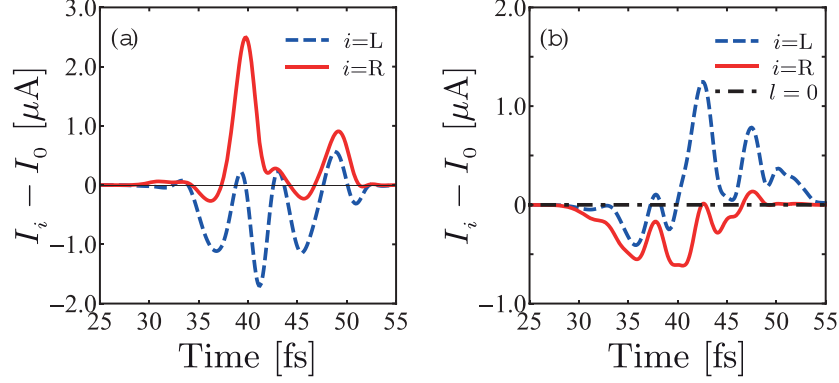 (a)
i=L
i=R
3.0
2.0
1.0
0
-1.0
-2.0
25 30 35 40 45 50 55
I_i − I_0 [μA]
Time [fs]
(b)
i=L
i=R
l = 0
2.0
1.0
0
-1.0
25 30 35 40 45 50 55
I_i − I_0 [μA]
Time [fs]